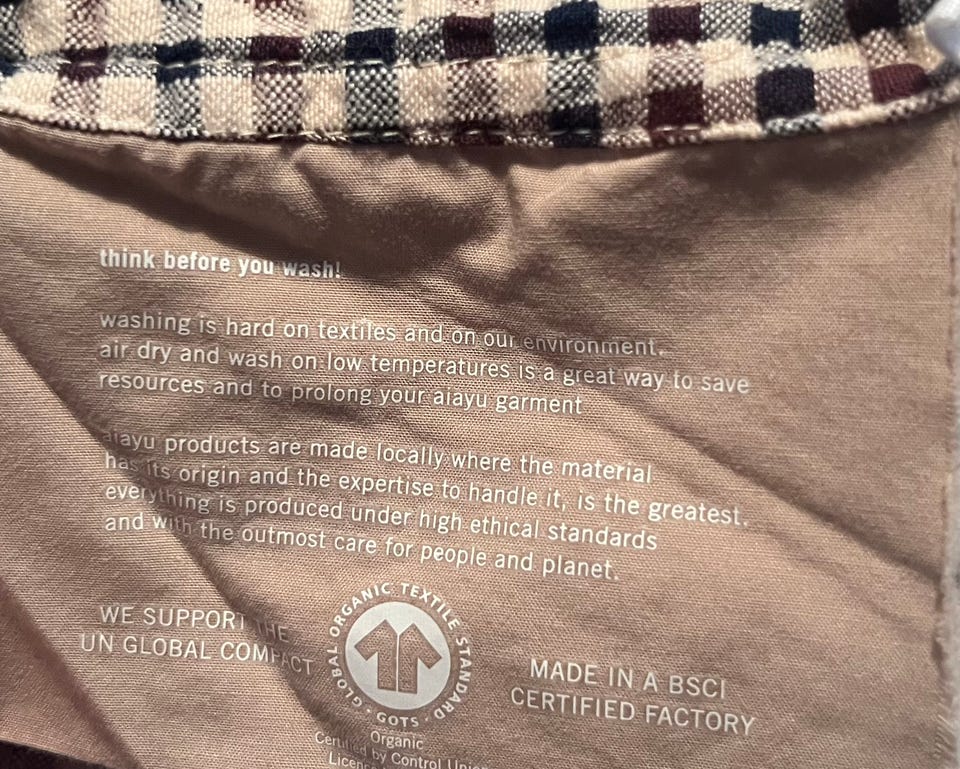 think before you wash!
washing is hard on textiles and on our environment.
air dry and wash on low temperatures is a great way to save
resources and to prolong your aiayu garment
aiayu products are made locally where the material
has its origin and the expertise to handle it, is the greatest.
everything is produced under high ethical standards
and with the outmost care for people and planet.
WE SUPPORT THE
UN GLOBAL COMPACT
GLOBAL ORGANIC TEXTILE STANDARD
· GOTS ·
Organic
Certified by Control Union
MADE IN A BSCI
CERTIFIED FACTORY